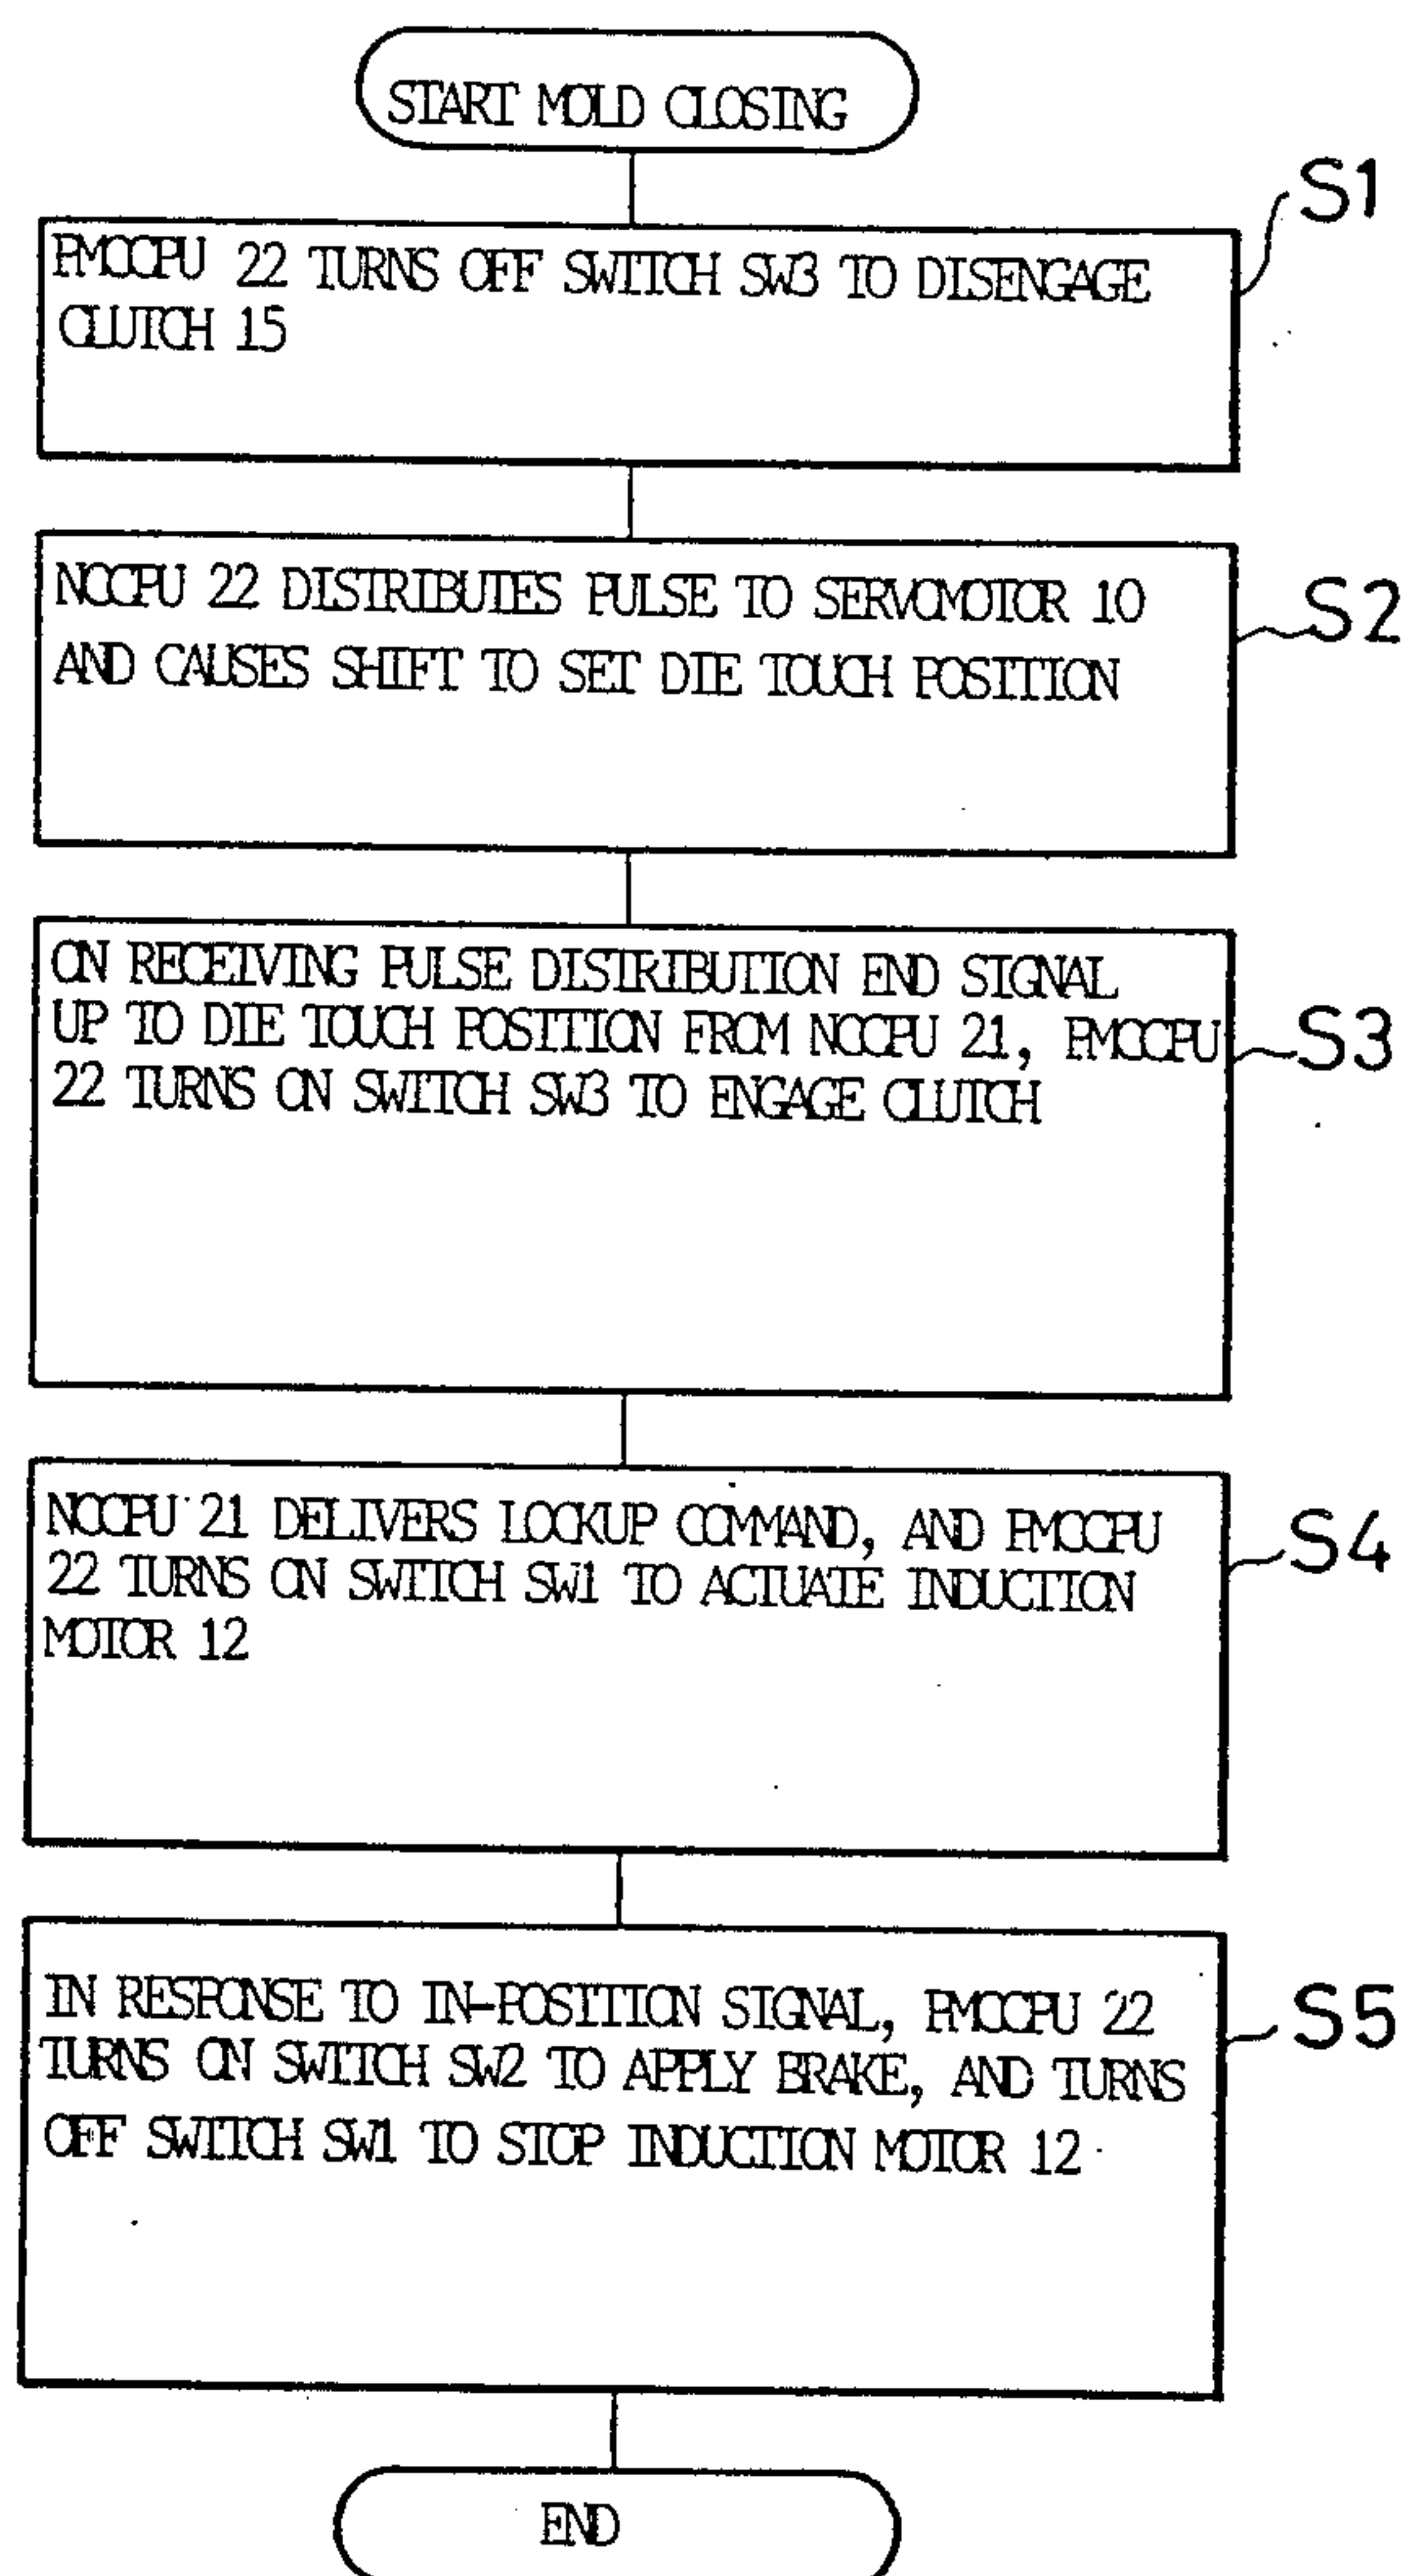 START MOLD CLOSING
S1
PMCCPU 22 TURNS OFF SWITCH SW3 TO DISENGAGE
CLUTCH 15
S2
NCCPU 22 DISTRIBUTES PULSE TO SERVOMOTOR 10
AND CAUSES SHIFT TO SET DIE TOUCH POSITION
S3
ON RECEIVING PULSE DISTRIBUTION END SIGNAL
UP TO DIE TOUCH POSITION FROM NCCPU 21, PMCCPU
22 TURNS ON SWITCH SW3 TO ENGAGE CLUTCH
S4
NCCPU 21 DELIVERS LOCKUP COMMAND, AND PMCCPU
22 TURNS ON SWITCH SW1 TO ACTUATE INDUCTION
MOTOR 12
S5
IN RESPONSE TO IN-POSITION SIGNAL, PMCCPU 22
TURNS ON SWITCH SW2 TO APPLY BRAKE, AND TURNS
OFF SWITCH SW1 TO STOP INDUCTION MOTOR 12
END